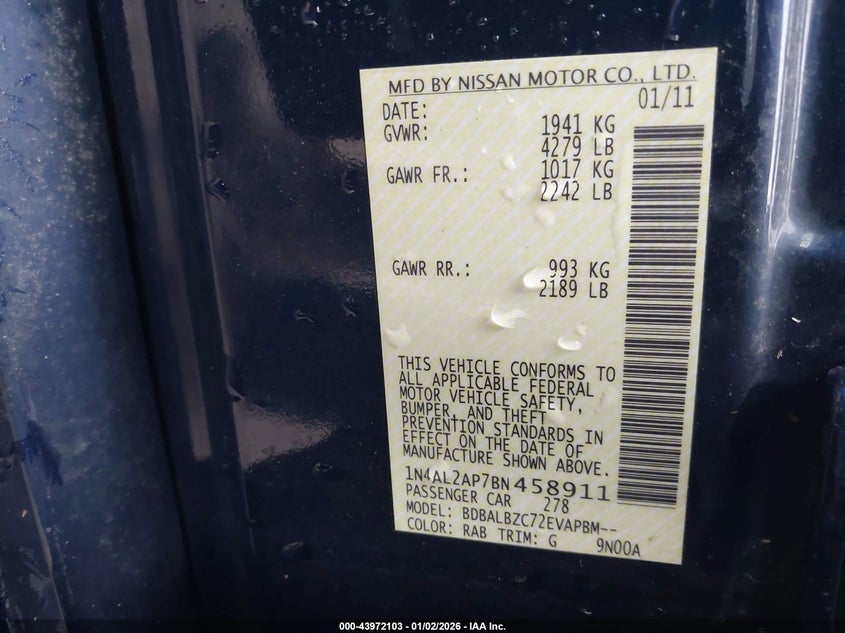 MFD BY NISSAN MOTOR CO., LTD.
DATE: 01/11
GVWR: 1941 KG
4279 LB
GAWR FR.: 1017 KG
2242 LB
GAWR RR.: 993 KG
2189 LB
THIS VEHICLE CONFORMS TO
ALL APPLICABLE FEDERAL
MOTOR VEHICLE SAFETY,
BUMPER, AND THEFT
PREVENTION STANDARDS IN
EFFECT ON THE DATE OF
MANUFACTURE SHOWN ABOVE.
1N4AL2AP7BN458911
PASSENGER CAR 278
MODEL: BDBALBZC72EVAPBM--
COLOR: RAB TRIM: G 9N00A
000-43972103 - 01/02/2026 - IAA Inc.